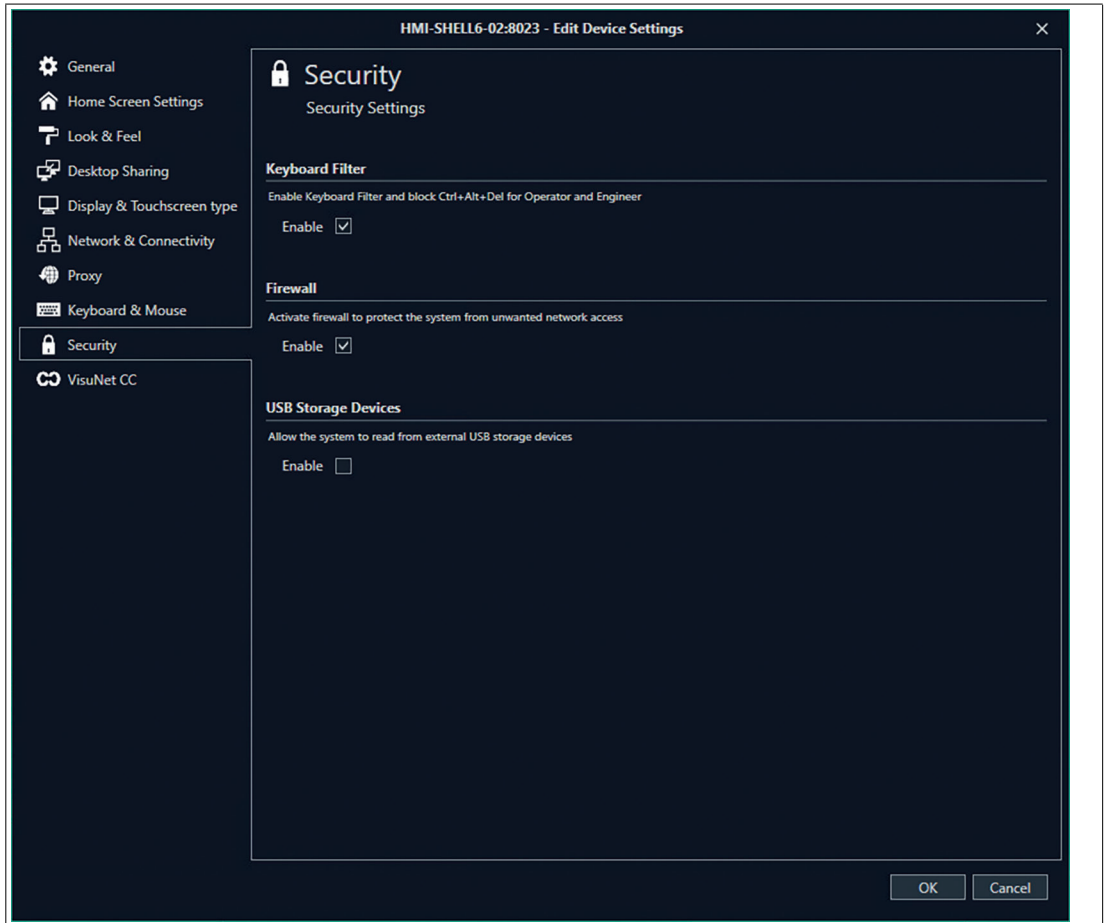 HMI-SHELL6-02:8023 - Edit Device Settings
General
Home Screen Settings
Look & Feel
Desktop Sharing
Display & Touchscreen type
Network & Connectivity
Proxy
Keyboard & Mouse
Security
VisuNet CC
Security
Security Settings
Keyboard Filter
Enable Keyboard Filter and block Ctrl+Alt+Del for Operator and Engineer
Enable
Firewall
Activate firewall to protect the system from unwanted network access
Enable
USB Storage Devices
Allow the system to read from external USB storage devices
Enable
OK Cancel